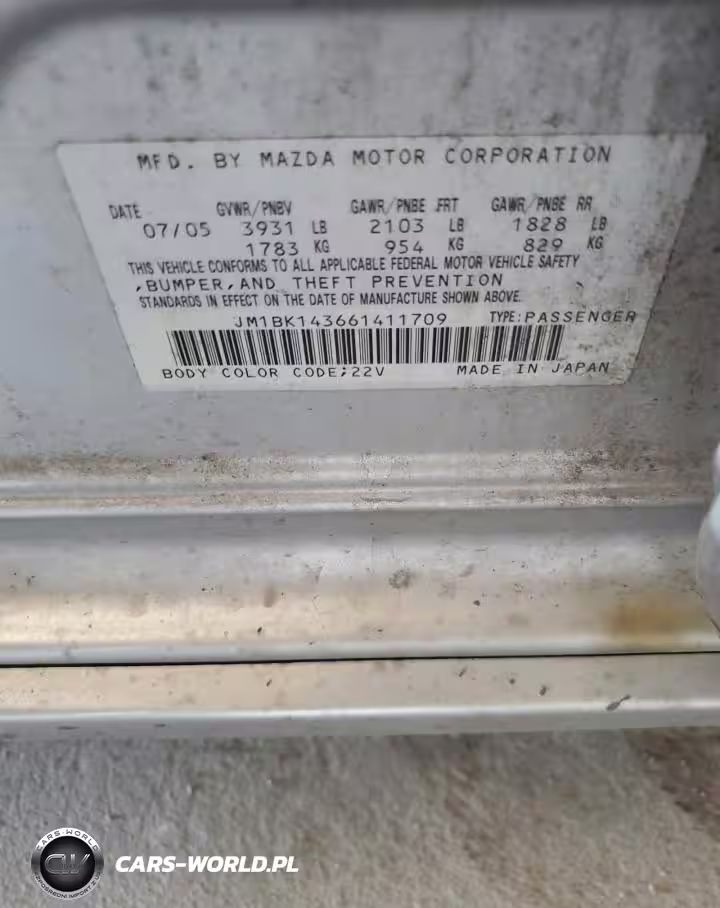 MFD. BY MAZDA MOTOR CORPORATION
DATE GVWR/PNBV GAWR/PNBE FRT GAWR/PNBE RR
07/05 3931 LB 2103 LB 1828 LB
1783 KG 954 KG 829 KG
THIS VEHICLE CONFORMS TO ALL APPLICABLE FEDERAL MOTOR VEHICLE SAFETY
,BUMPER,AND THEFT PREVENTION
STANDARDS IN EFFECT ON THE DATE OF MANUFACTURE SHOWN ABOVE.
JM1BK143661411709 TYPE:PASSENGER
BODY COLOR CODE;22V MADE IN JAPAN
CARS-WORLD
CARS-WORLD.PL